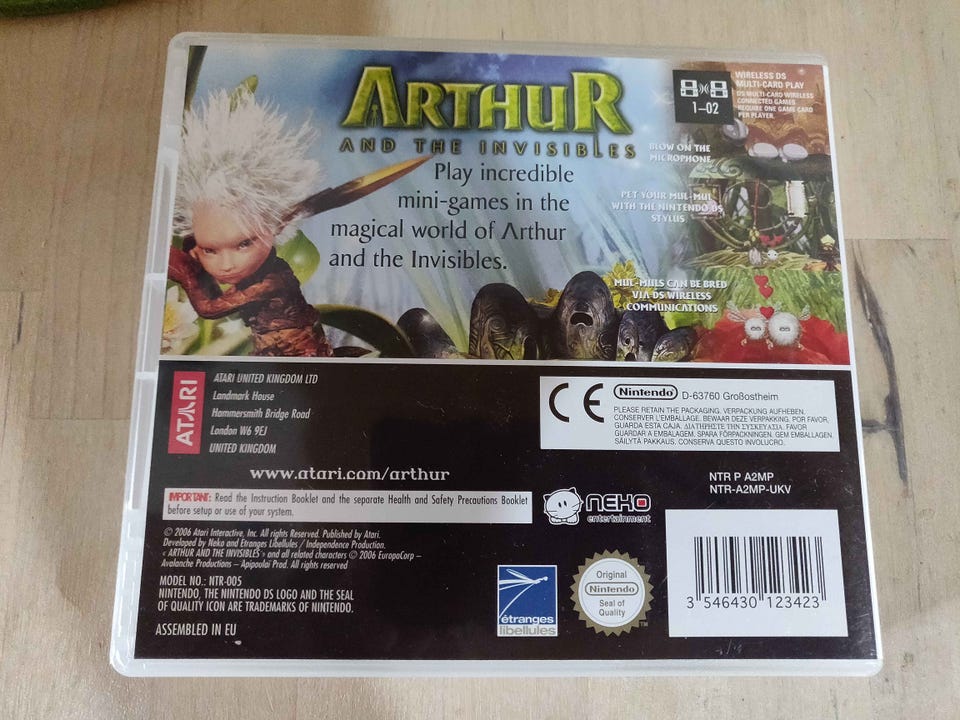 ARTHUR
AND THE INVISIBLES
Play incredible
mini-games in the
magical world of Arthur
and the Invisibles.
1–02
WIRELESS DS
MULTI-CARD PLAY
DS MULTI-CARD WIRELESS
CONNECTED GAMES
REQUIRE ONE GAME CARD
PER PLAYER.
BLOW ON THE
MICROPHONE
PET YOUR MUL-MUL
WITH THE NINTENDO DS
STYLUS
MUL-MULS CAN BE BRED
VIA DS WIRELESS
COMMUNICATIONS
ATARI
ATARI UNITED KINGDOM LTD
Landmark House
Hammersmith Bridge Road
London W6 9EJ
UNITED KINGDOM
www.atari.com/arthur
CE
Nintendo
D-63760 Großostheim
PLEASE RETAIN THE PACKAGING. VERPACKUNG AUFHEBEN.
CONSERVER L'EMBALLAGE. BEWAAR DEZE VERPAKKING. POR FAVOR,
GUARDA ESTA CAJA. ΔΙΑΤΗΡΗΣΤΕ ΤΗΝ ΣΥΣΚΕΥΑΣΙΑ. FAVOR
GUARDAR A EMBALAGEM. SPARA FÖRPACKNINGEN. GEM EMBALLAGEN.
SÄILYTÄ PAKKAUS. CONSERVA QUESTO INVOLUCRO.
NTR P A2MP
NTR-A2MP-UKV
IMPORTANT: Read the Instruction Booklet and the separate Health and Safety Precautions Booklet
before setup or use of your system.
NEKO
entertainment
© 2006 Atari Interactive, Inc. All rights Reserved. Published by Atari.
Developed by Neko and Etranges Libellules / Independence Production.
« ARTHUR AND THE INVISIBLES » and all related characters © 2006 EuropaCorp –
Avalanche Productions – Apipoulaï Prod. All rights reserved
MODEL NO.: NTR-005
NINTENDO, THE NINTENDO DS LOGO AND THE SEAL
OF QUALITY ICON ARE TRADEMARKS OF NINTENDO.
ASSEMBLED IN EU
étranges
libellules
Original
Nintendo
Seal of
Quality
TM
3 546430 123423